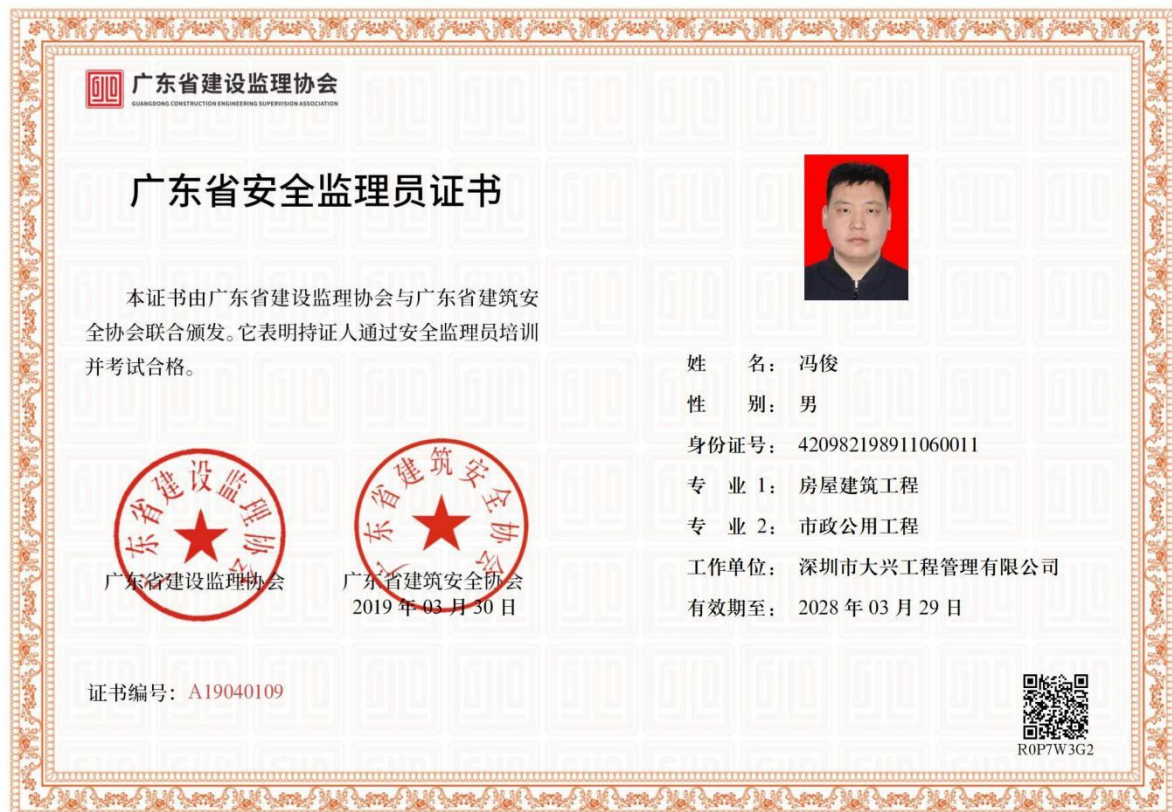 广东省建设监理协会
GUANGDONG CONSTRUCTION ENGINEERING SUPERVISION ASSOCIATION
广东省安全监理员证书
本证书由广东省建设监理协会与广东省建筑安
全协会联合颁发。它表明持证人通过安全监理员培训
并考试合格。
广东省建设监理协会
广东省建筑安全协会
广东省建设监理协会
广东省建筑安全协会
2019 年 03 月 30 日
证书编号：A19040109
姓 名：冯俊
性 别：男
身份证号：420982198911060011
专 业 1：房屋建筑工程
专 业 2：市政公用工程
工作单位：深圳市大兴工程管理有限公司
有效期至：2028 年 03 月 29 日
R0P7W3G2